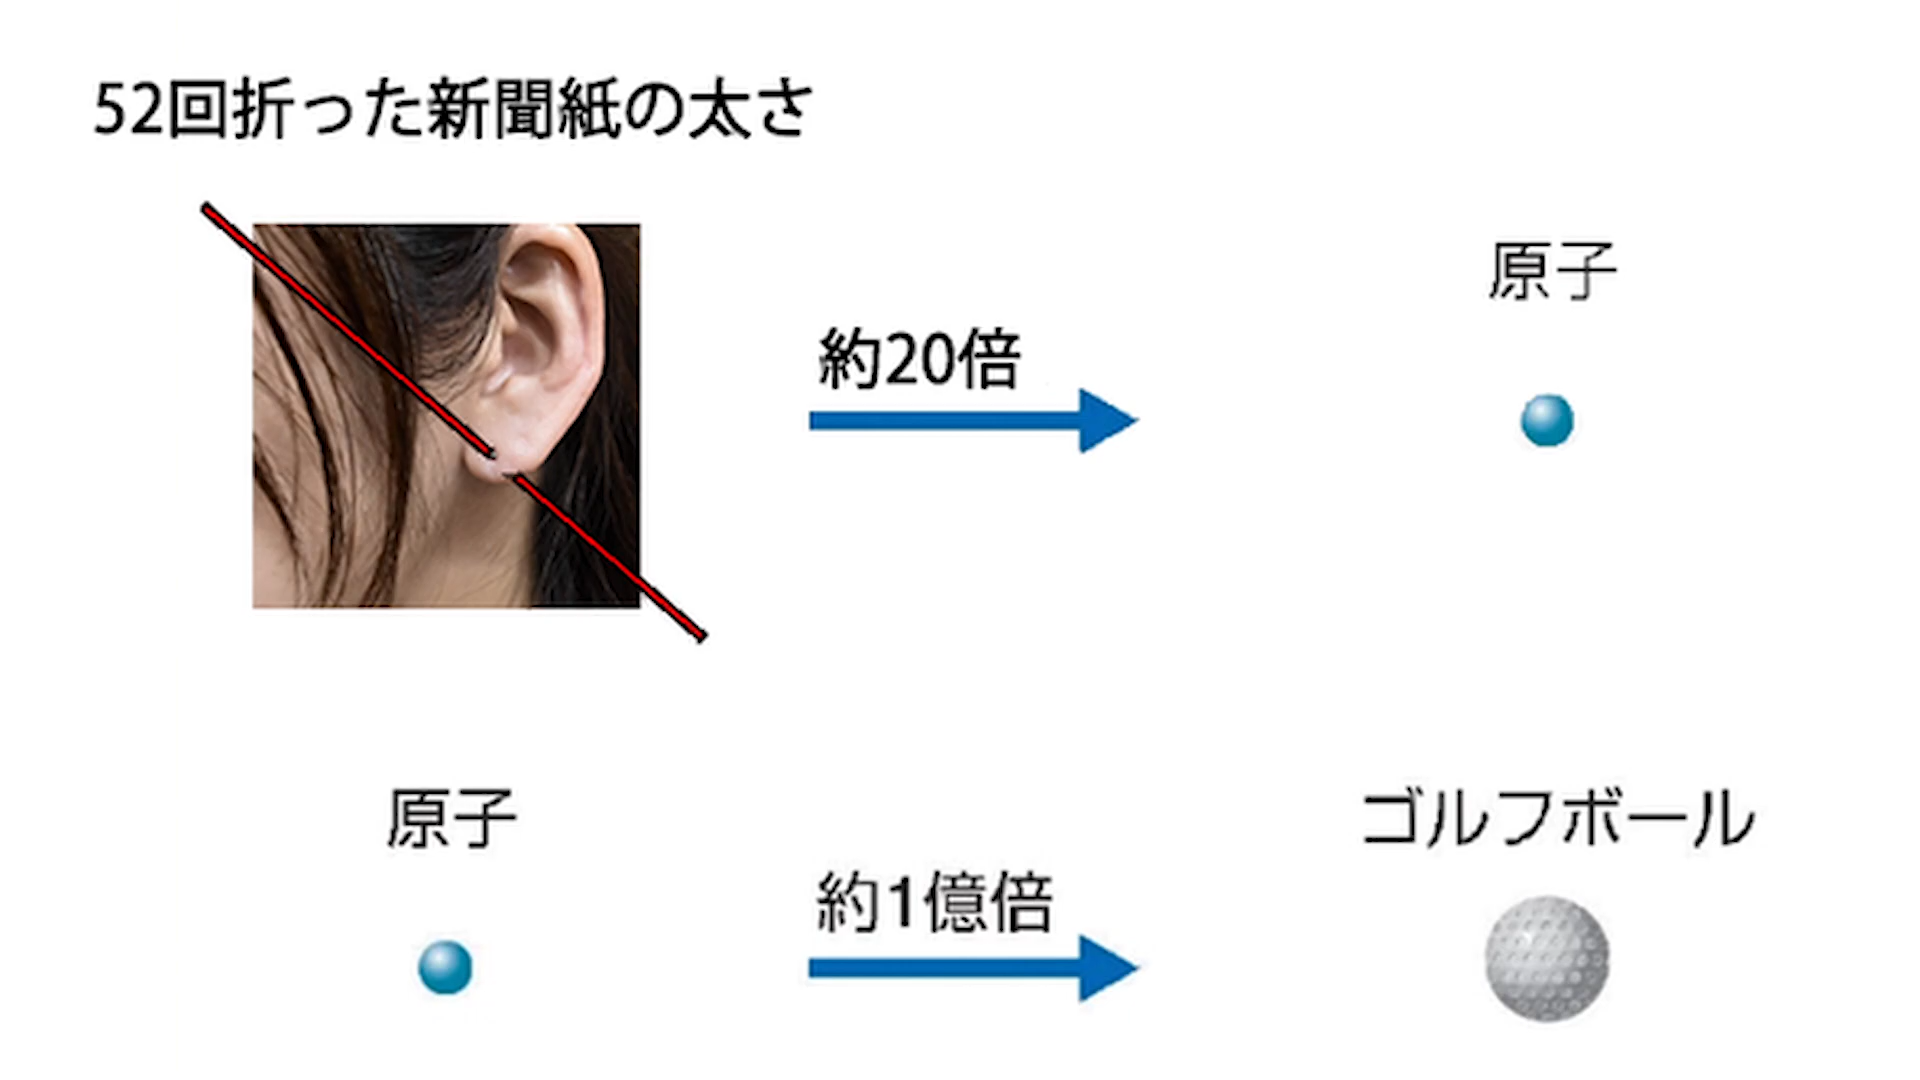 52回折った新聞紙の太さ
原子
約20倍
原子
ゴルフボール
約1億倍